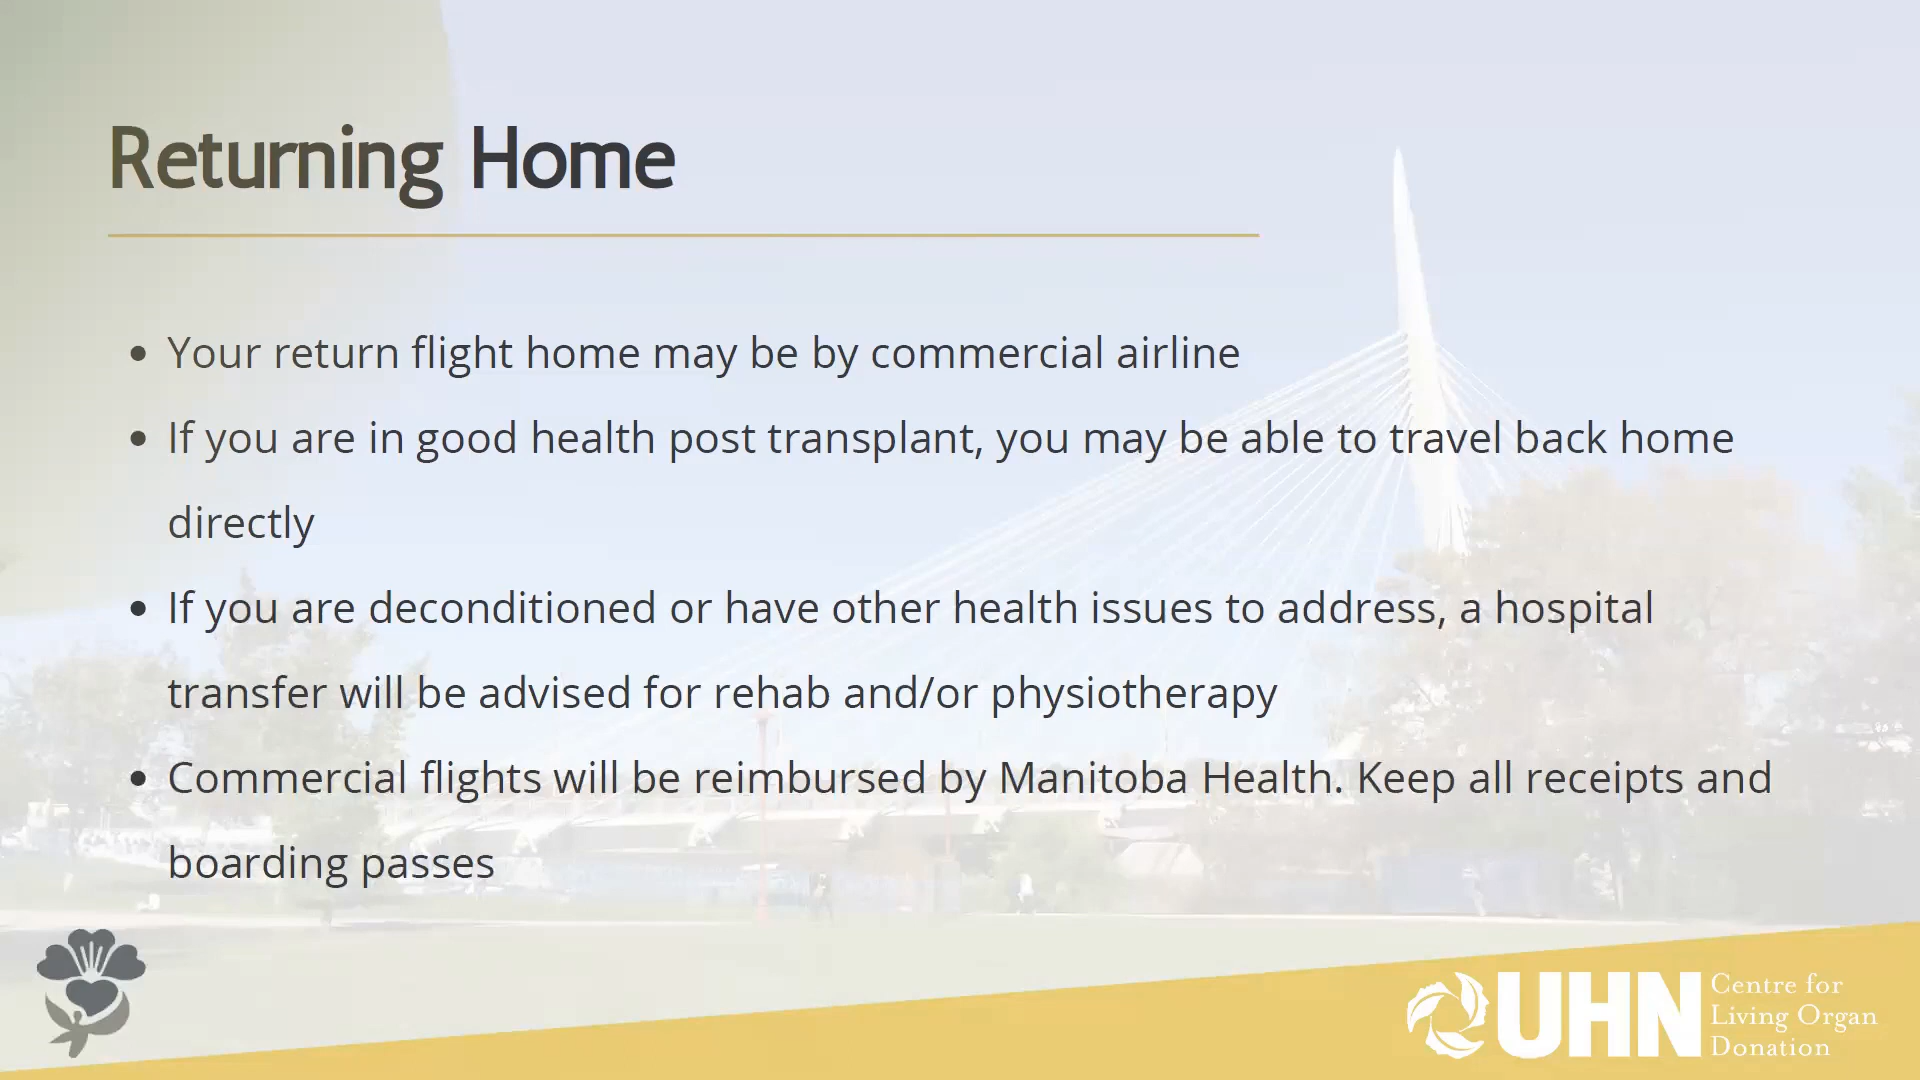 Returning Home
• Your return flight home may be by commercial airline
• If you are in good health post transplant, you may be able to travel back home
directly
• If you are deconditioned or have other health issues to address, a hospital
transfer will be advised for rehab and/or physiotherapy
• Commercial flights will be reimbursed by Manitoba Health. Keep all receipts and
boarding passes
UHN
Centre for
Living Organ
Donation